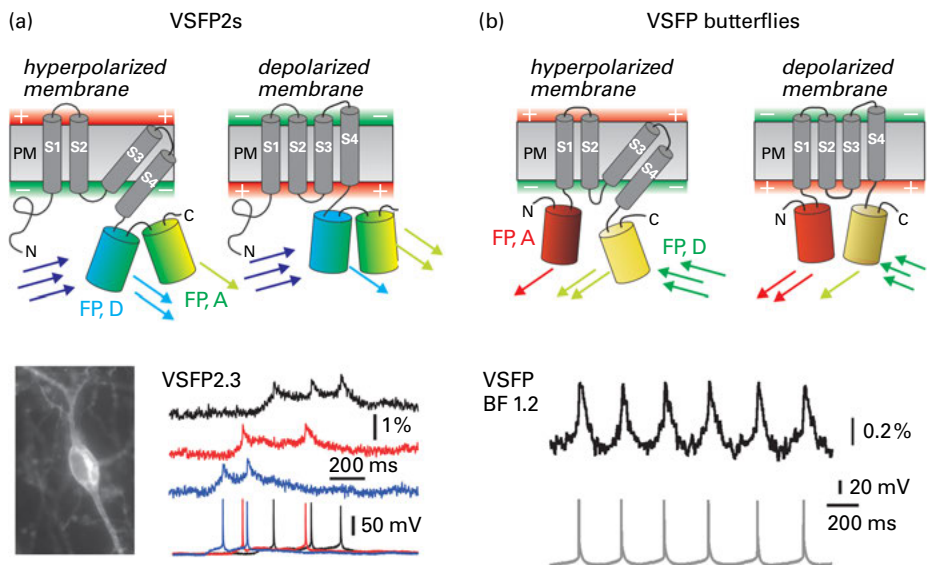 (a) VSFP2s
hyperpolarized
membrane
depolarized
membrane
+ +
PM S1 S2 S3 S4
– –
N C
FP, D FP, A
– –
PM S1 S2 S3 S4
+ +
N C
VSFP2.3
1%
200 ms
50 mV
(b) VSFP butterflies
hyperpolarized
membrane
depolarized
membrane
+ +
PM S1 S2 S3 S4
– –
N C
FP, A FP, D
– –
PM S1 S2 S3 S4
+ +
N C
VSFP
BF 1.2
0.2%
20 mV
200 ms